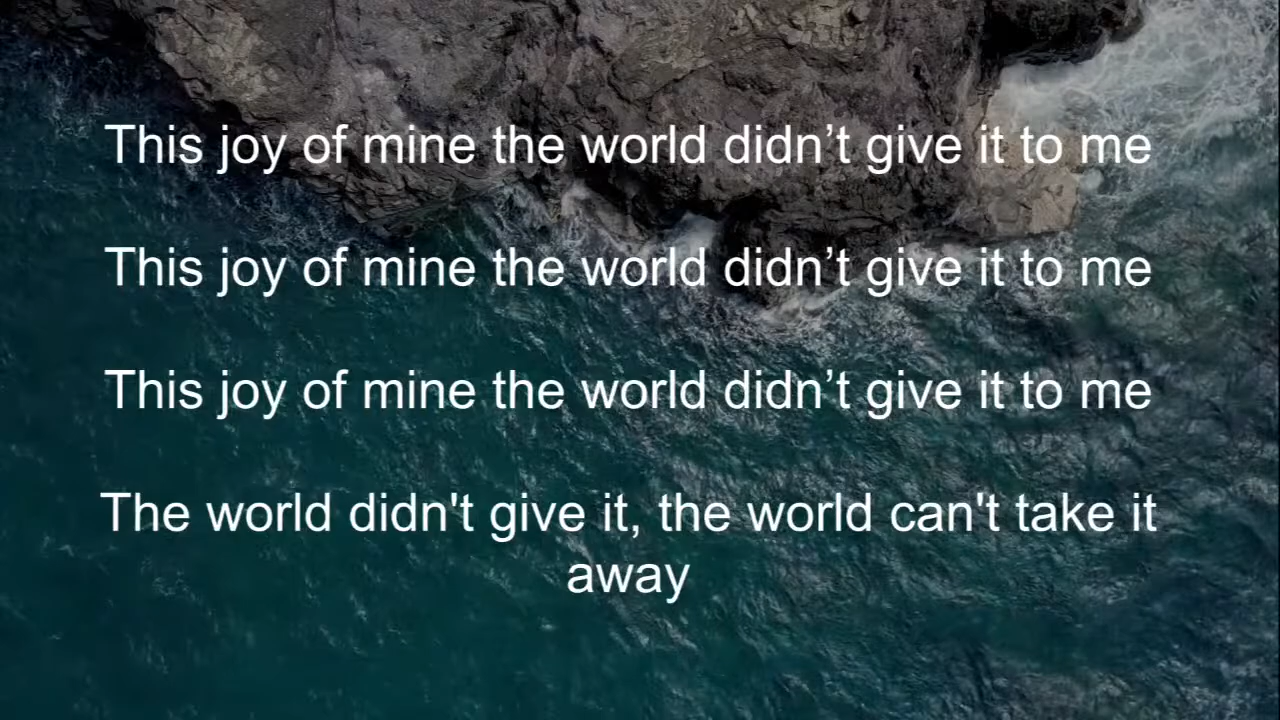 This joy of mine the world didn’t give it to me
This joy of mine the world didn’t give it to me
This joy of mine the world didn’t give it to me
The world didn't give it, the world can't take it
away